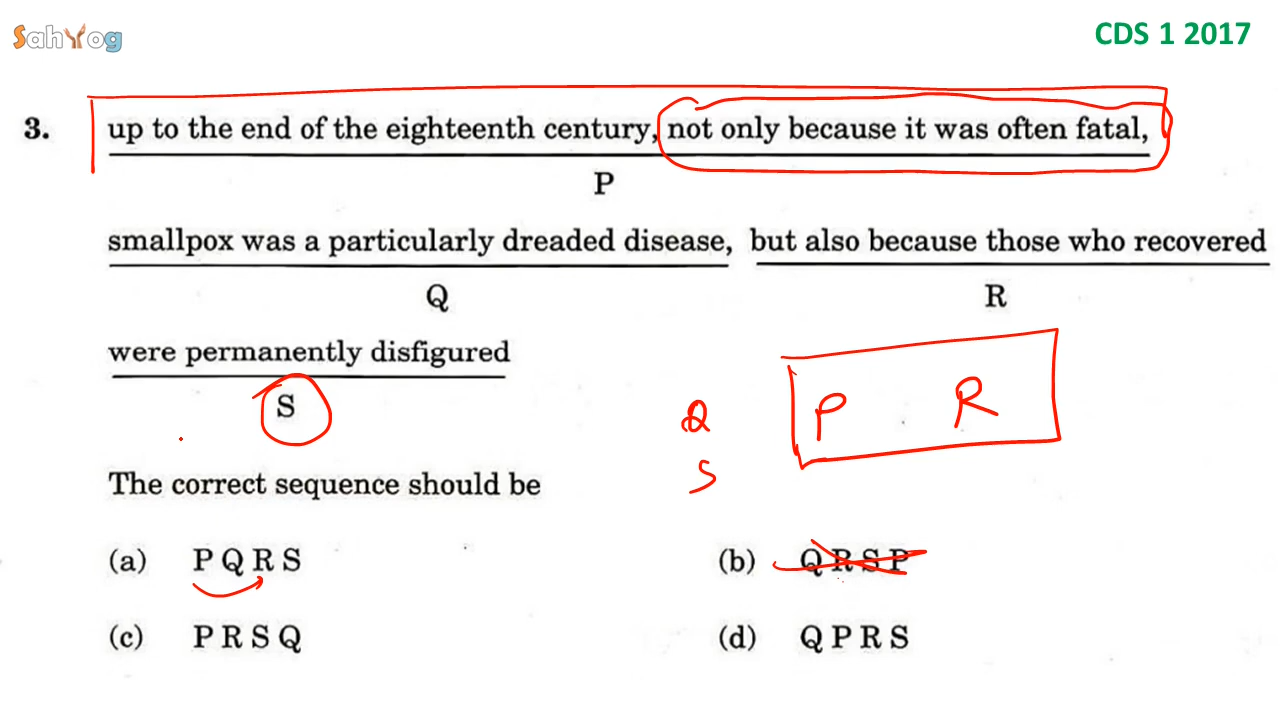 SahYog
CDS 1 2017
3. up to the end of the eighteenth century, not only because it was often fatal,
P
smallpox was a particularly dreaded disease, but also because those who recovered
Q R
were permanently disfigured
S
Q P R
S
The correct sequence should be
(a) P Q R S (b) Q R S P
(c) P R S Q (d) Q P R S